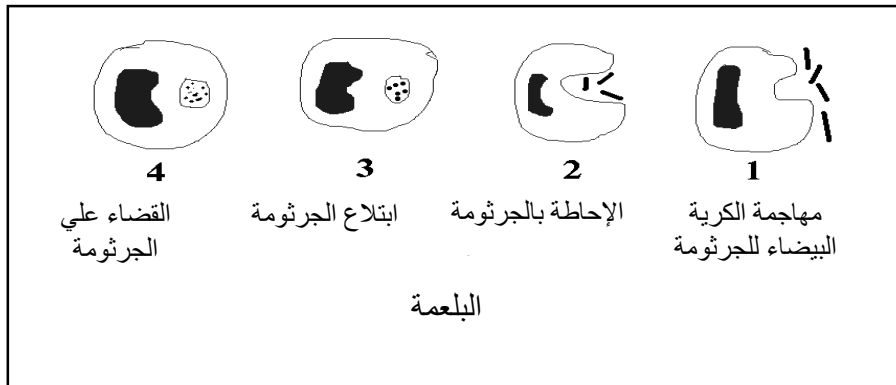 1
مهاجمة الكرية
البيضاء للجرثومة
2
الإحاطة بالجرثومة
3
ابتلاع الجرثومة
4
القضاء علي
الجرثومة
البلعمة